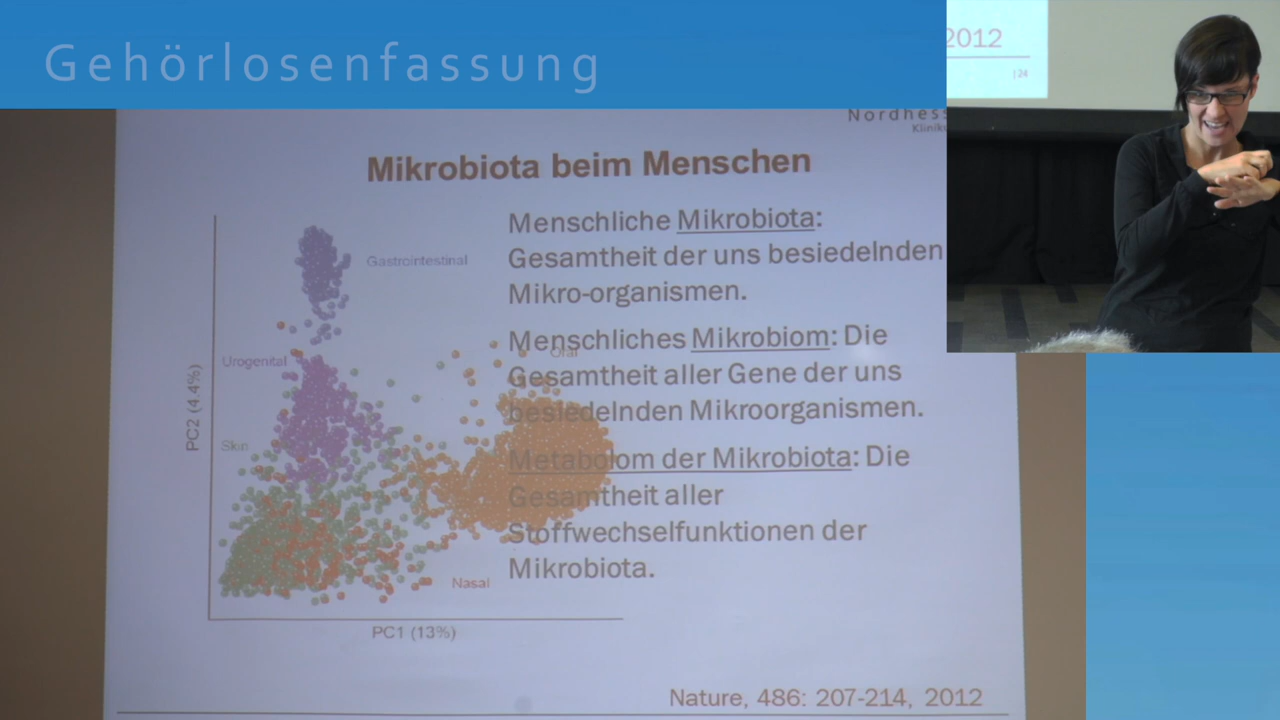 Gehörlosenfassung
2012
| 24
Nordhess
Kliniku
Mikrobiota beim Menschen
Menschliche Mikrobiota:
Gesamtheit der uns besiedelnden
Mikro-organismen.
Menschliches Mikrobiom: Die
Gesamtheit aller Gene der uns
besiedelnden Mikroorganismen.
Metabolom der Mikrobiota: Die
Gesamtheit aller
Stoffwechselfunktionen der
Mikrobiota.
Gastrointestinal
Urogenital
Oral
Skin
Nasal
PC2 (4.4%)
PC1 (13%)
Nature, 486: 207-214, 2012